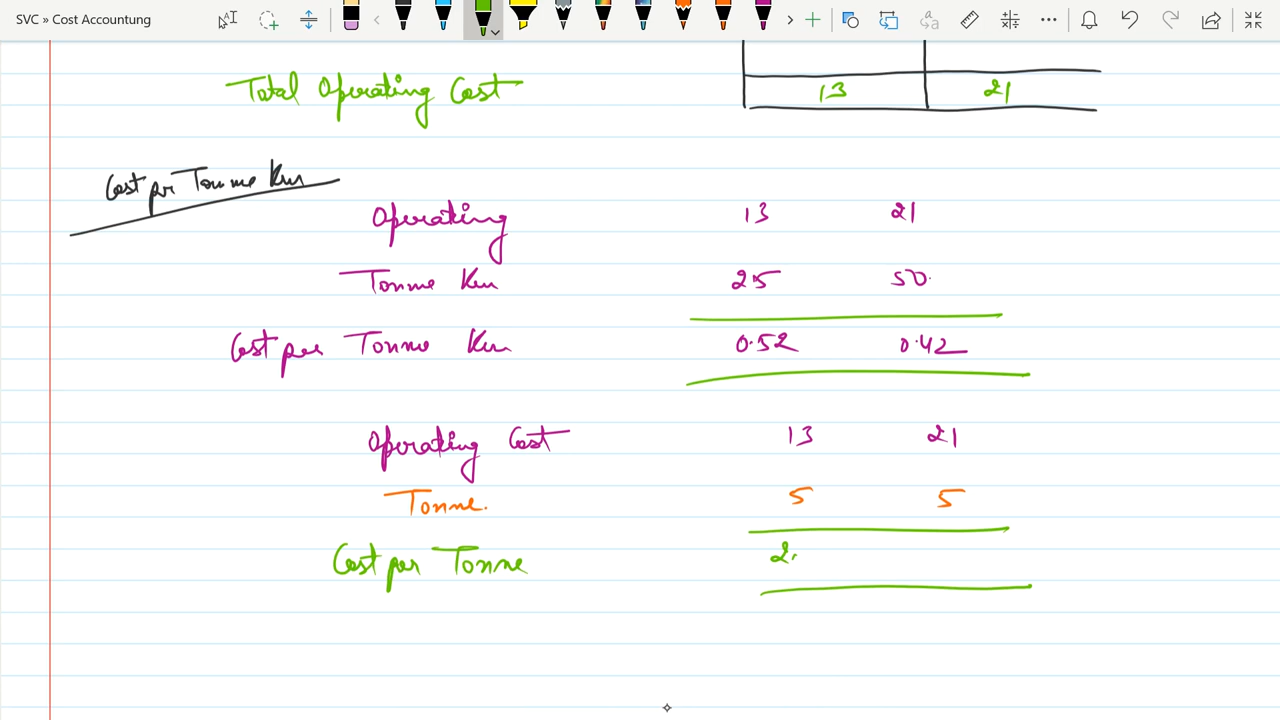 SVC » Cost Accountung
Total Operating Cost 13 21
Cost per Tonne Km
Operating 13 21
Tonne Km 25 50
Cost per Tonne Km 0.52 0.42
Operating Cost 13 21
Tonne. 5 5
Cost per Tonne 2.